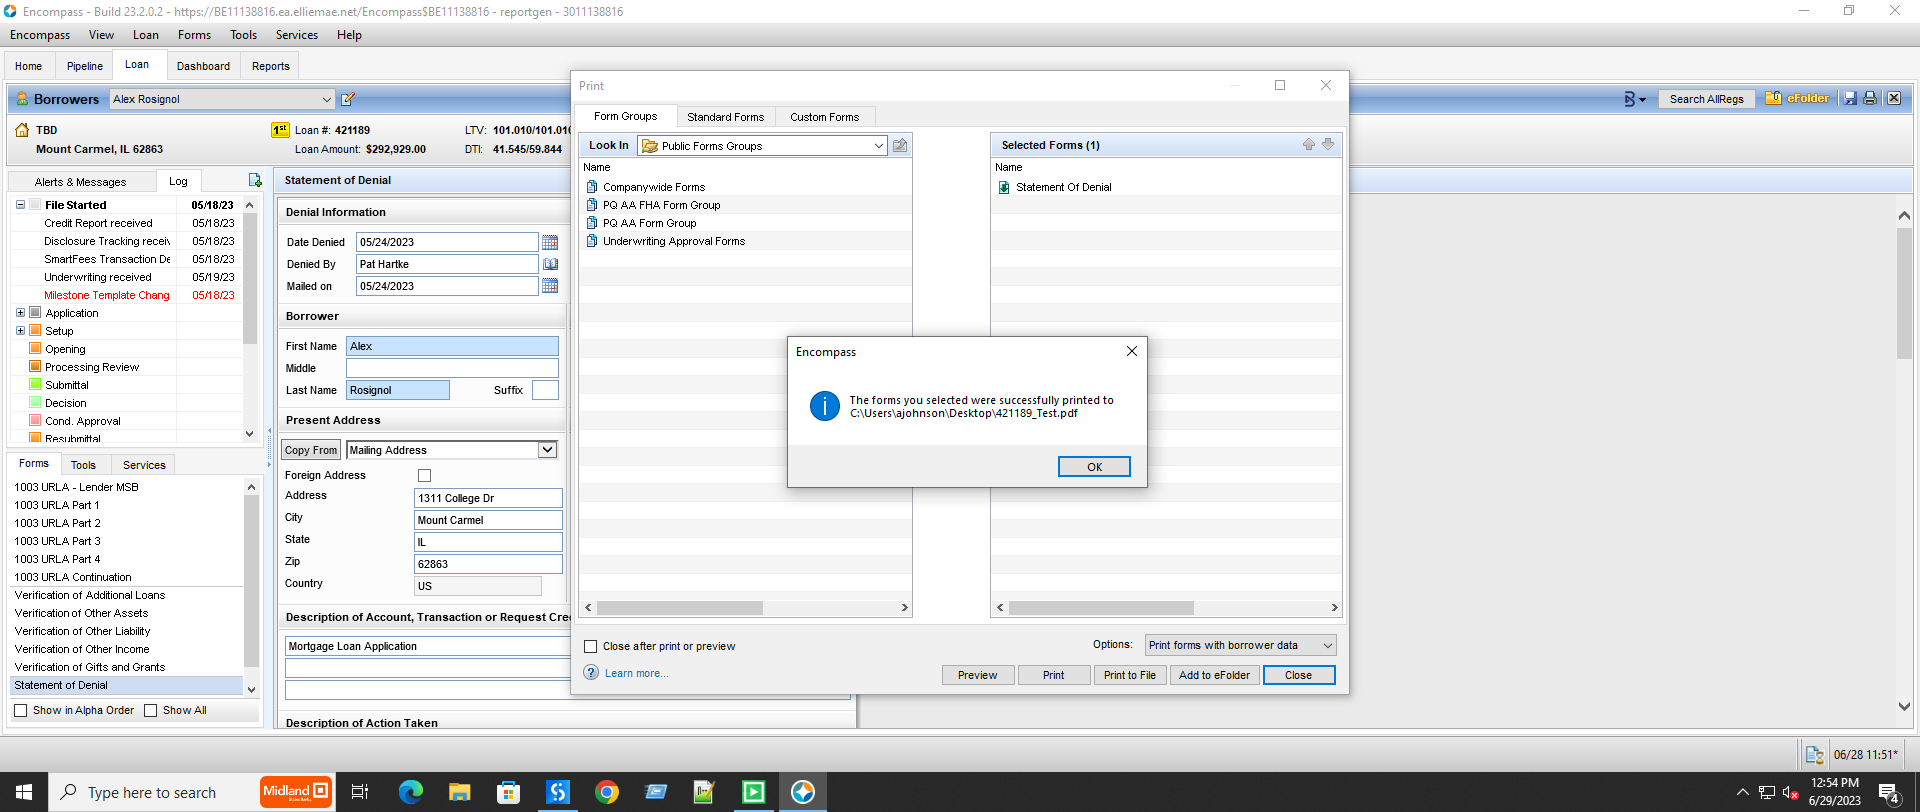 Encompass - Build 23.2.0.2 - https://BE11138816.ea.elliemae.net/Encompass$BE11138816 - reportgen - 3011138816
Encompass View Loan Forms Tools Services Help
Home Pipeline Loan Dashboard Reports
Borrowers Alex Rosignol
Search AllRegs eFolder
TBD
Mount Carmel, IL 62863
1st Loan #: 421189
Loan Amount: $292,929.00
LTV: 101.010/101.010
DTI: 41.545/59.844
Alerts & Messages Log
File Started 05/18/23
Credit Report received 05/18/23
Disclosure Tracking receiv 05/18/23
SmartFees Transaction De 05/18/23
Underwriting received 05/19/23
Milestone Template Chang 05/18/23
Application
Setup
Opening
Processing Review
Submittal
Decision
Cond. Approval
Resubmittal
Forms Tools Services
1003 URLA - Lender MSB
1003 URLA Part 1
1003 URLA Part 2
1003 URLA Part 3
1003 URLA Part 4
1003 URLA Continuation
Verification of Additional Loans
Verification of Other Assets
Verification of Other Liability
Verification of Other Income
Verification of Gifts and Grants
Statement of Denial
Show in Alpha Order Show All
Statement of Denial
Denial Information
Date Denied 05/24/2023
Denied By Pat Hartke
Mailed on 05/24/2023
Borrower
First Name Alex
Middle
Last Name Rosignol Suffix
Present Address
Copy From Mailing Address
Foreign Address
Address 1311 College Dr
City Mount Carmel
State IL
Zip 62863
Country US
Description of Account, Transaction or Request Cre
Mortgage Loan Application
Description of Action Taken
Print
Form Groups Standard Forms Custom Forms
Look In Public Forms Groups
Name
Companywide Forms
PQ AA FHA Form Group
PQ AA Form Group
Underwriting Approval Forms
Selected Forms (1)
Name
Statement Of Denial
Encompass
The forms you selected were successfully printed to
C:\Users\ajohnson\Desktop\421189_Test.pdf
OK
Close after print or preview
Options: Print forms with borrower data
Learn more...
Preview Print Print to File Add to eFolder Close
06/28 11:51*
Type here to search
Midland
12:54 PM
6/29/2023
4